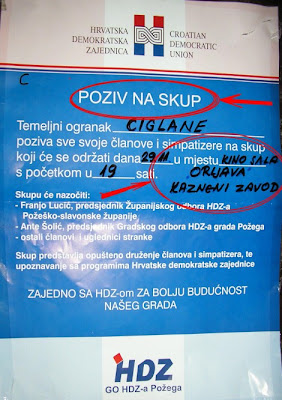 HRVATSKA
DEMOKRATSKA
ZAJEDNICA
CROATIAN
DEMOCRATIC
UNION
C
POZIV NA SKUP
Temeljni ogranak CIGLANE
poziva sve svoje članove i simpatizere na skup
koji će se održati dana 29/11 u mjestu KINO SALA
"ORLJAVA"
s početkom u 19 sati.
KAZNENI ZAVOD
Skupu će nazočiti:
- Franjo Lucić, predsjednik Županijskog odbora HDZ-a
Požeško-slavonske županije
- Ante Šolić, predsjednik Gradskog odbora HDZ-a grada Požega
- ostali članovi i uglednici stranke
Skup predstavlja opušteno druženje članova i simpatizera, te
upoznavanje sa programima Hrvatske demokratske zajednice
ZAJEDNO SA HDZ-om ZA BOLJU BUDUĆNOST
NAŠEG GRADA
HDZ
GO HDZ-a Požega